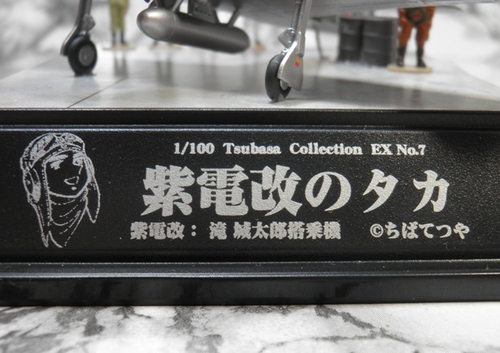 1/100 Tsubasa Collection EX No.7
紫電改のタカ
紫電改： 滝 城太郎搭乗機 ©ちばてつや